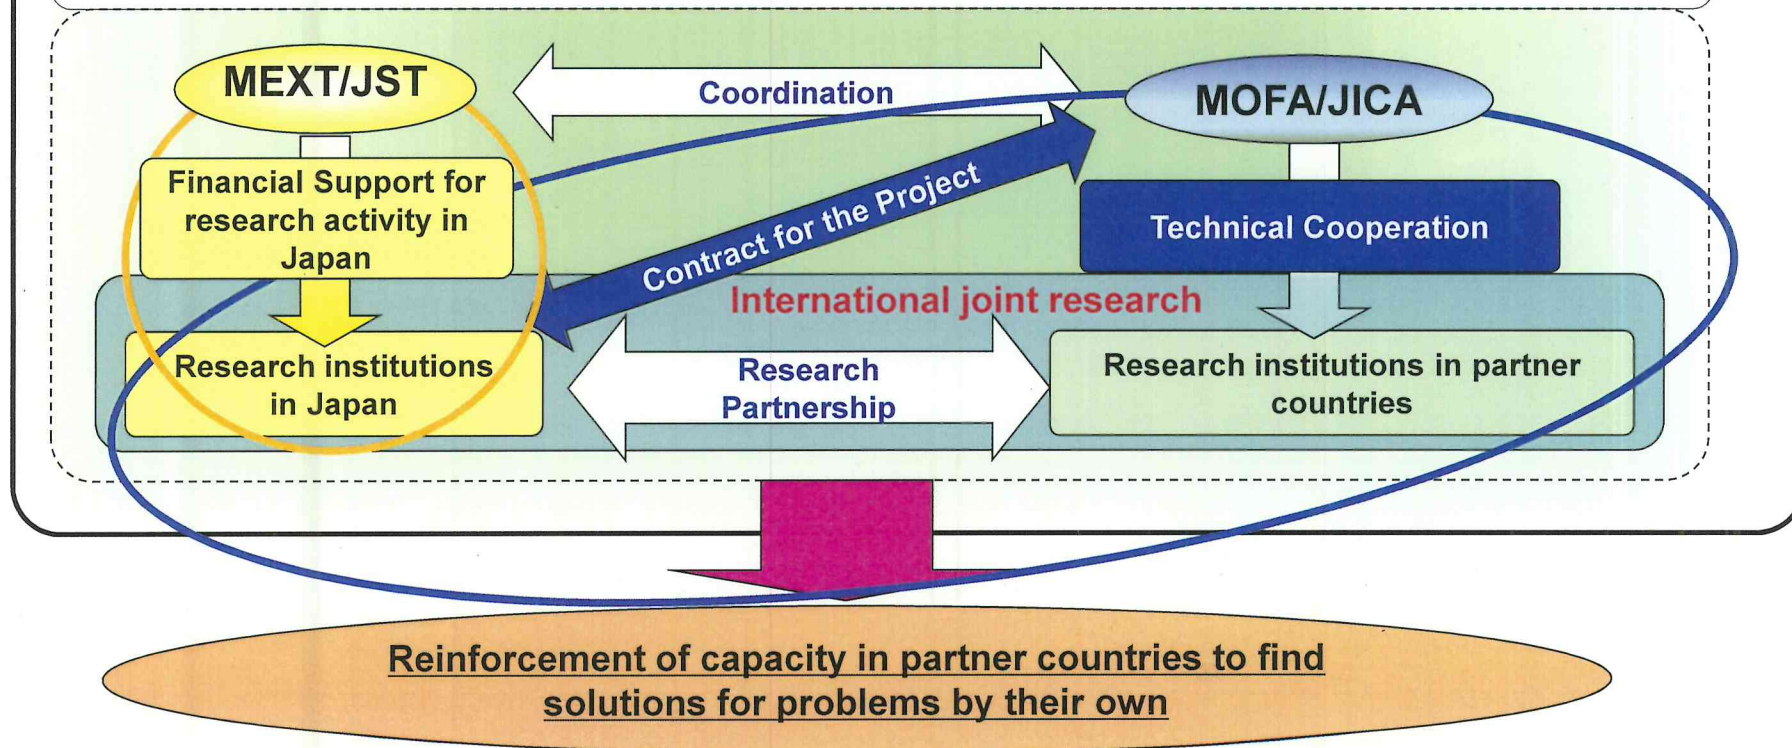 MEXT/JST
Coordination
MOFA/JICA
Financial Support for
research activity in
Japan
Contract for the Project
Technical Cooperation
International joint research
Research institutions
in Japan
Research
Partnership
Research institutions in partner
countries
Reinforcement of capacity in partner countries to find
solutions for problems by their own